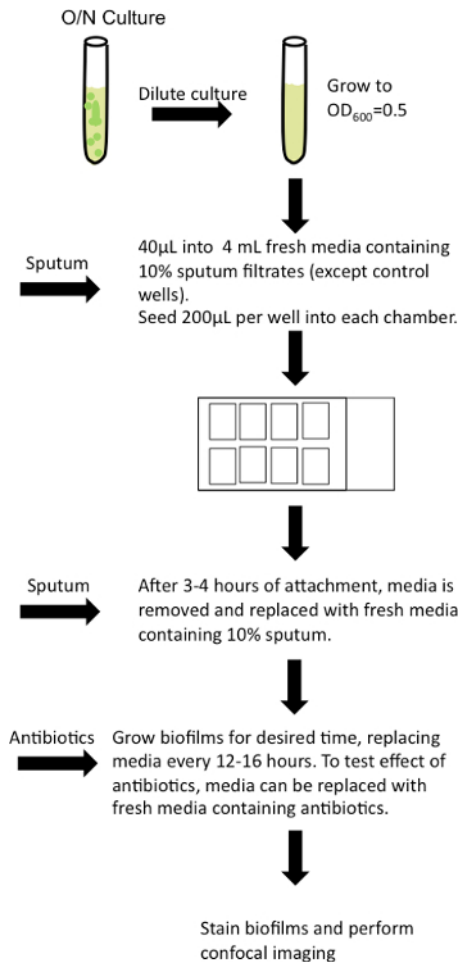 O/N Culture
Dilute culture
Grow to
OD600=0.5
Sputum
40µL into  4 mL fresh media containing
10% sputum filtrates (except control
wells).
Seed 200µL per well into each chamber.
Sputum
After 3-4 hours of attachment, media is
removed and replaced with fresh media
containing 10% sputum.
Antibiotics
Grow biofilms for desired time, replacing
media every 12-16 hours. To test effect of
antibiotics, media can be replaced with
fresh media containing antibiotics.
Stain biofilms and perform
confocal imaging